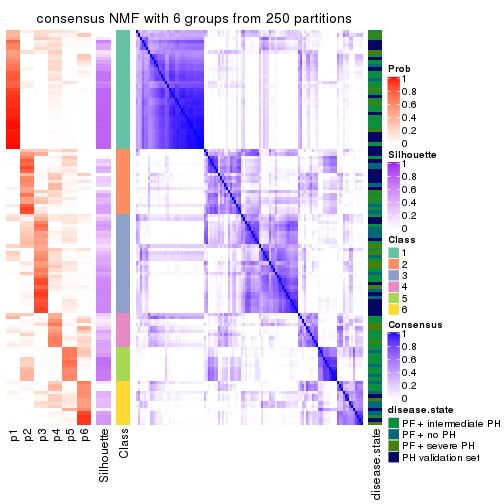 consensus NMF with 6 groups from 250 partitions
Prob
1
0.8
0.6
0.4
0.2
0
Silhouette
1
0.8
0.6
0.4
0.2
0
Class
1
2
3
4
5
6
Consensus
1
0.8
0.6
0.4
0.2
0
disease.state
PF + intermediate PH
PF + no PH
PF + severe PH
PH validation set
p1
p2
p3
p4
p5
p6
Silhouette
Class
disease.state